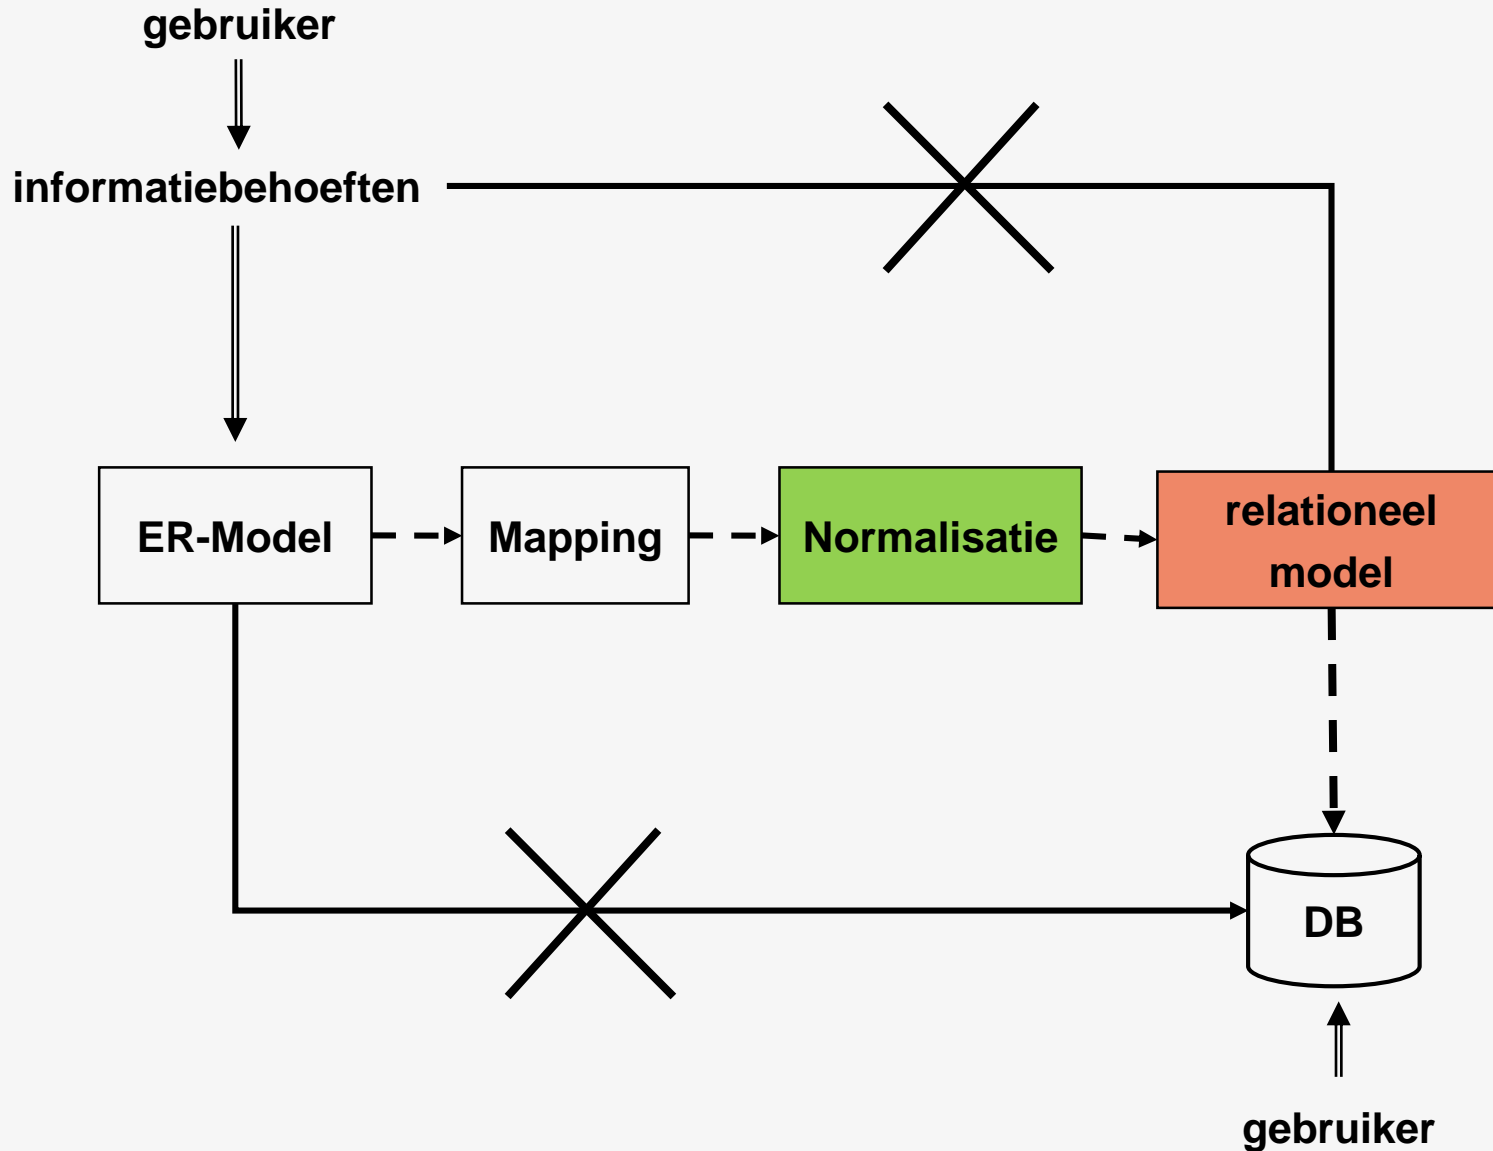 gebruiker
informatiebehoeften
ER-Model
Mapping
Normalisatie
relationeel
model
DB
gebruiker